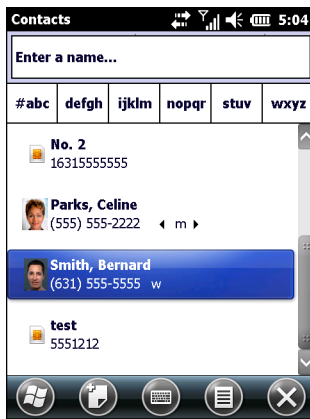 Contacts 5:04
Enter a name...
#abc defgh ijklm nopqr stuv wxyz
No. 2
16315555555
Parks, Celine
(555) 555-2222 m
Smith, Bernard
(631) 555-5555 w
test
5551212